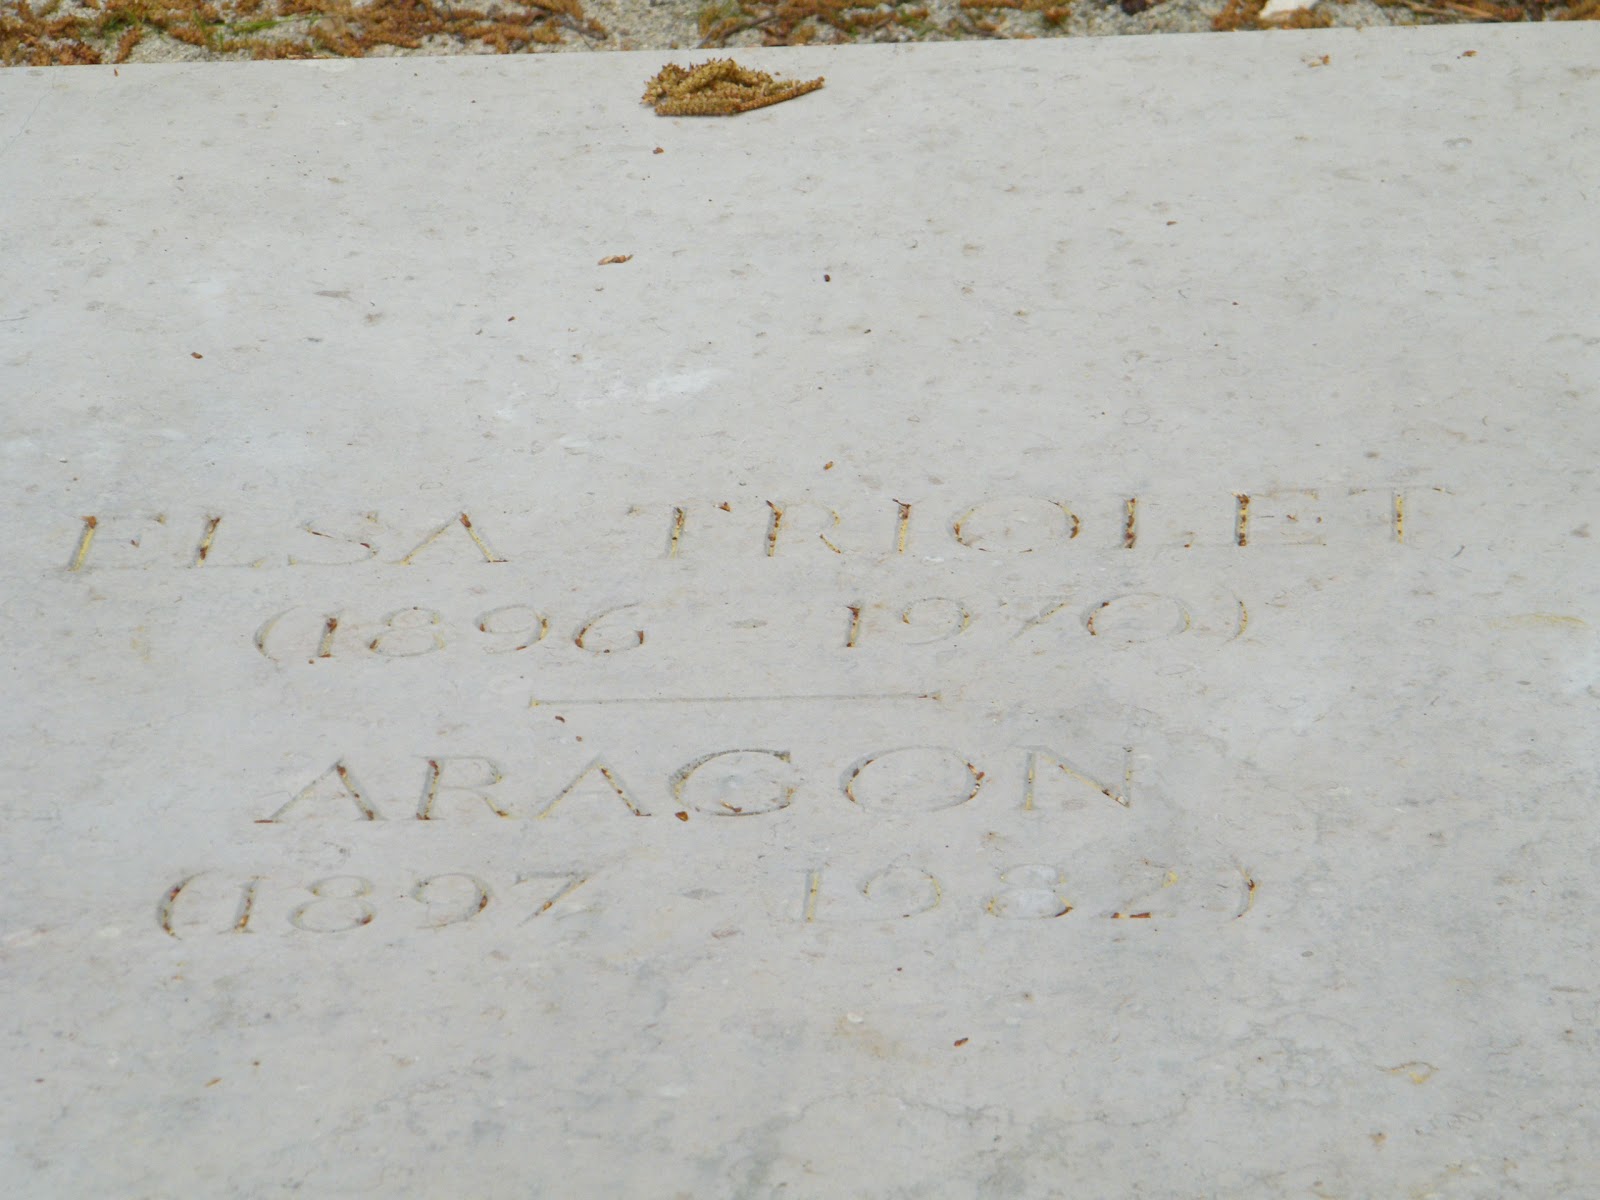 ELSA TRIOLET
(1896 - 1970)
ARAGON
(1897 - 1982)